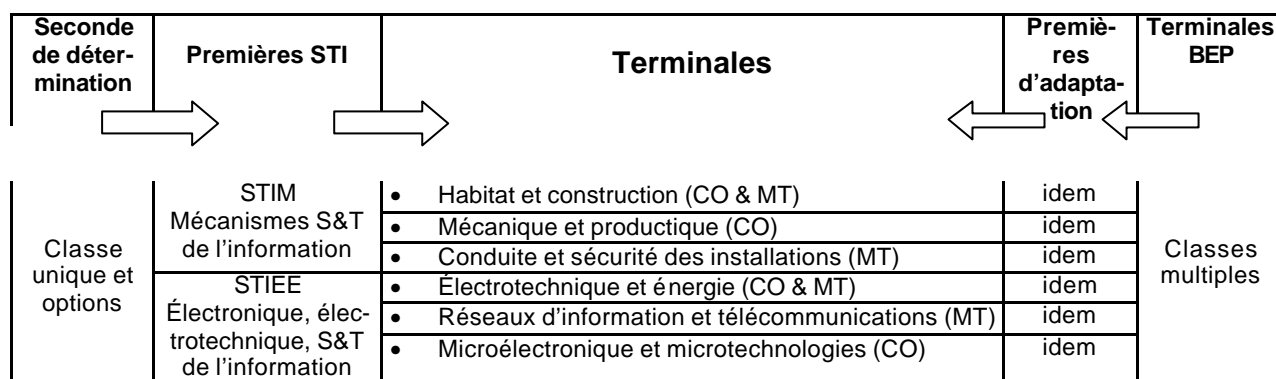 Seconde
de déter-
mination
Premières STI
Terminales
Premiè-
res
d'adapta-
tion
Terminales
BEP
Classe
unique et
options
STIM
Mécanismes S&T
de l'information
STIEE
Électronique, élec-
trotechnique, S&T
de l'information
• Habitat et construction (CO & MT)
• Mécanique et productique (CO)
• Conduite et sécurité des installations (MT)
• Électrotechnique et énergie (CO & MT)
• Réseaux d'information et télécommunications (MT)
• Microélectronique et microtechnologies (CO)
idem
idem
idem
idem
idem
idem
Classes
multiples